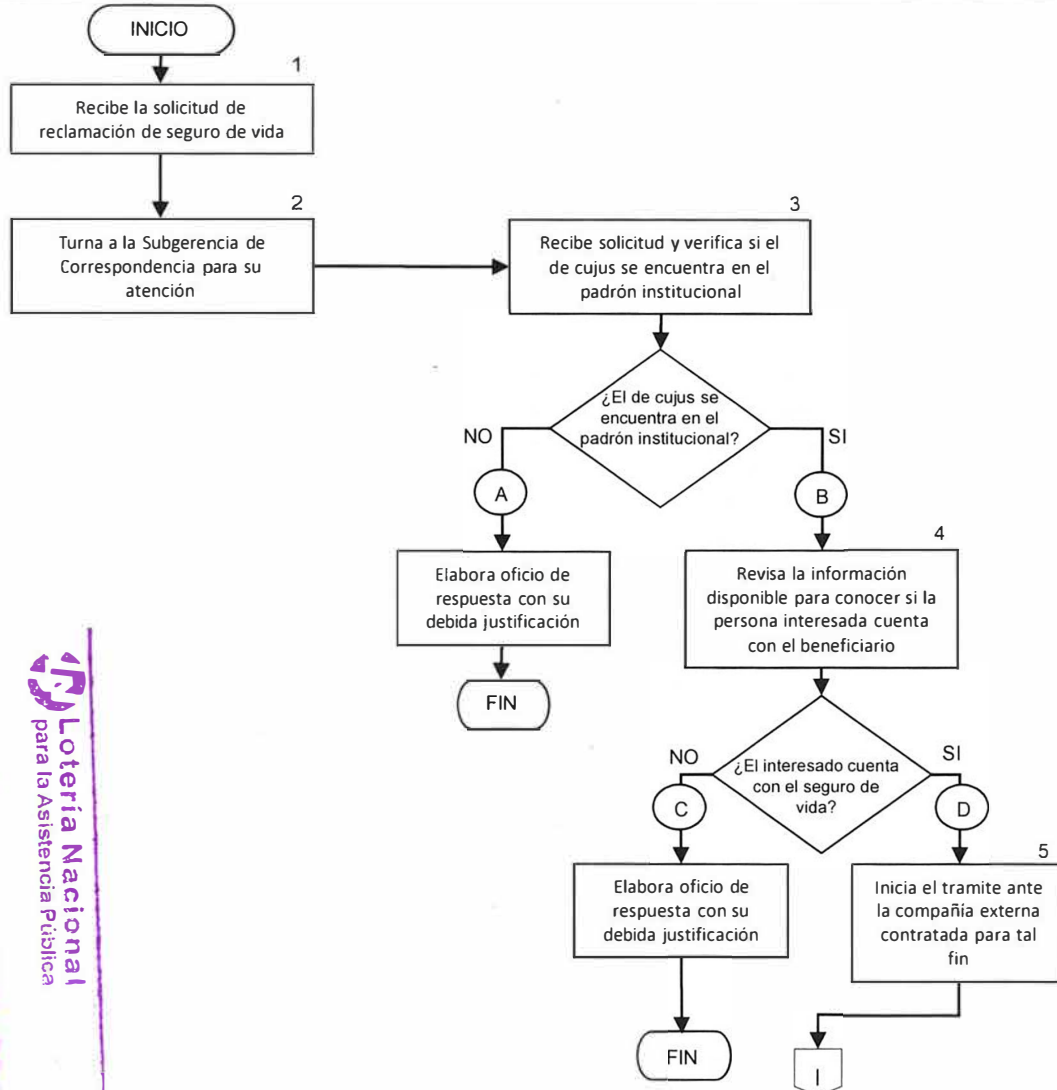 INICIO
1
Recibe la solicitud de
reclamación de seguro de vida
2
Turna a la Subgerencia de
Correspondencia para su
atención
3
Recibe solicitud y verifica si el
de cujus se encuentra en el
padrón institucional
¿El de cujus se
encuentra en el
padrón institucional?
NO
SI
A
B
Elabora oficio de
respuesta con su
debida justificación
FIN
4
Revisa la información
disponible para conocer si la
persona interesada cuenta
con el beneficiario
¿El interesado cuenta
con el seguro de
vida?
NO
SI
C
D
Elabora oficio de
respuesta con su
debida justificación
FIN
5
Inicia el tramite ante
la compañía externa
contratada para tal
fin
I
Lotería Nacional
para la Asistencia Pública